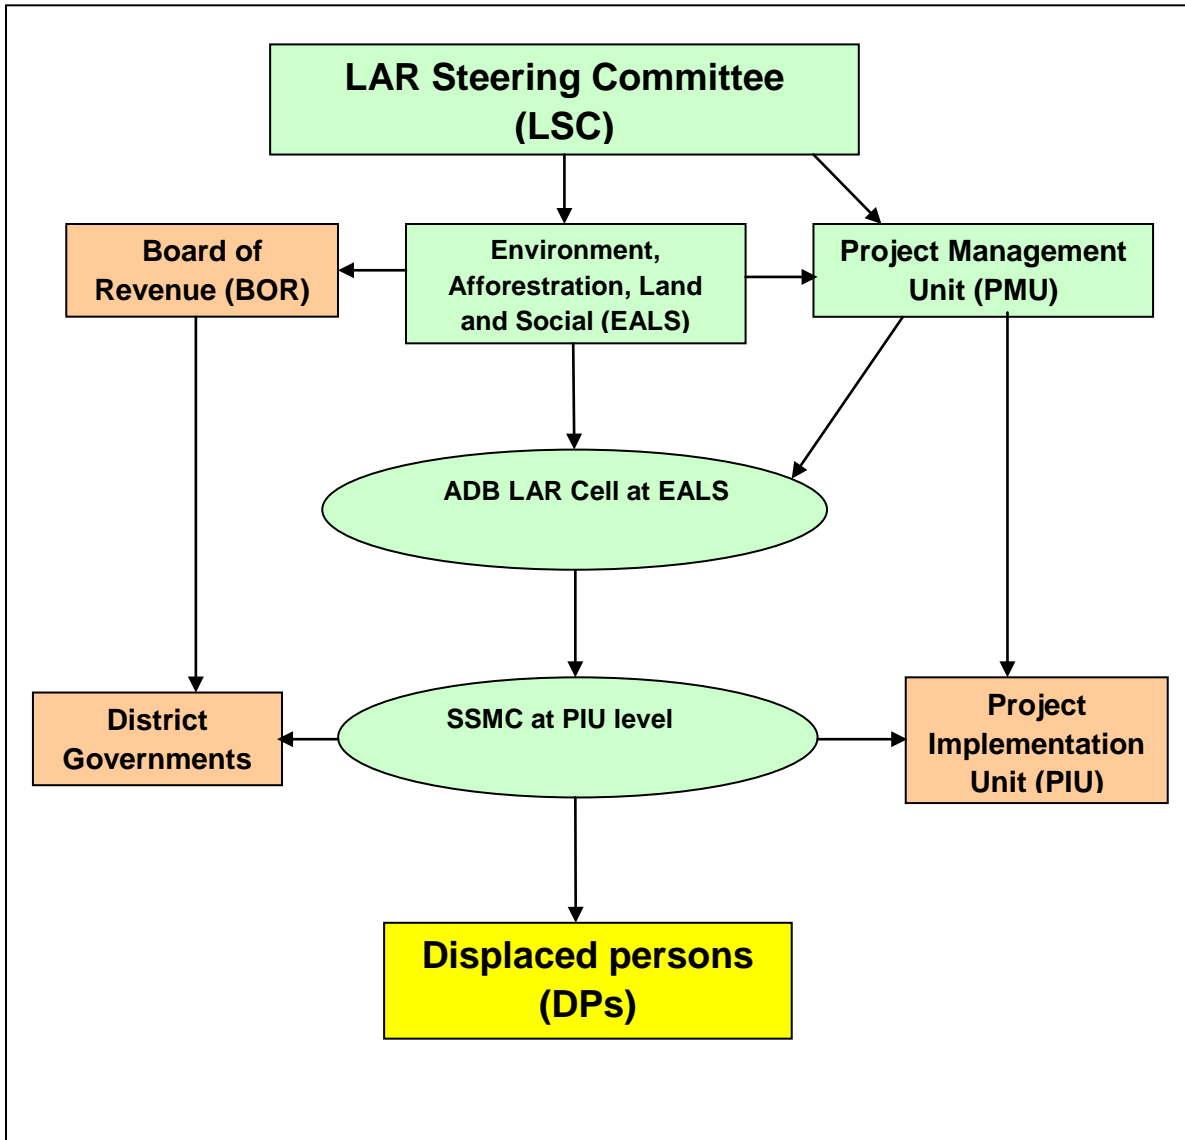 LAR Steering Committee
(LSC)
Board of
Revenue (BOR)
Environment,
Afforestration, Land
and Social (EALS)
Project Management
Unit (PMU)
ADB LAR Cell at EALS
District
Governments
SSMC at PIU level
Project
Implementation
Unit (PIU)
Displaced persons
(DPs)